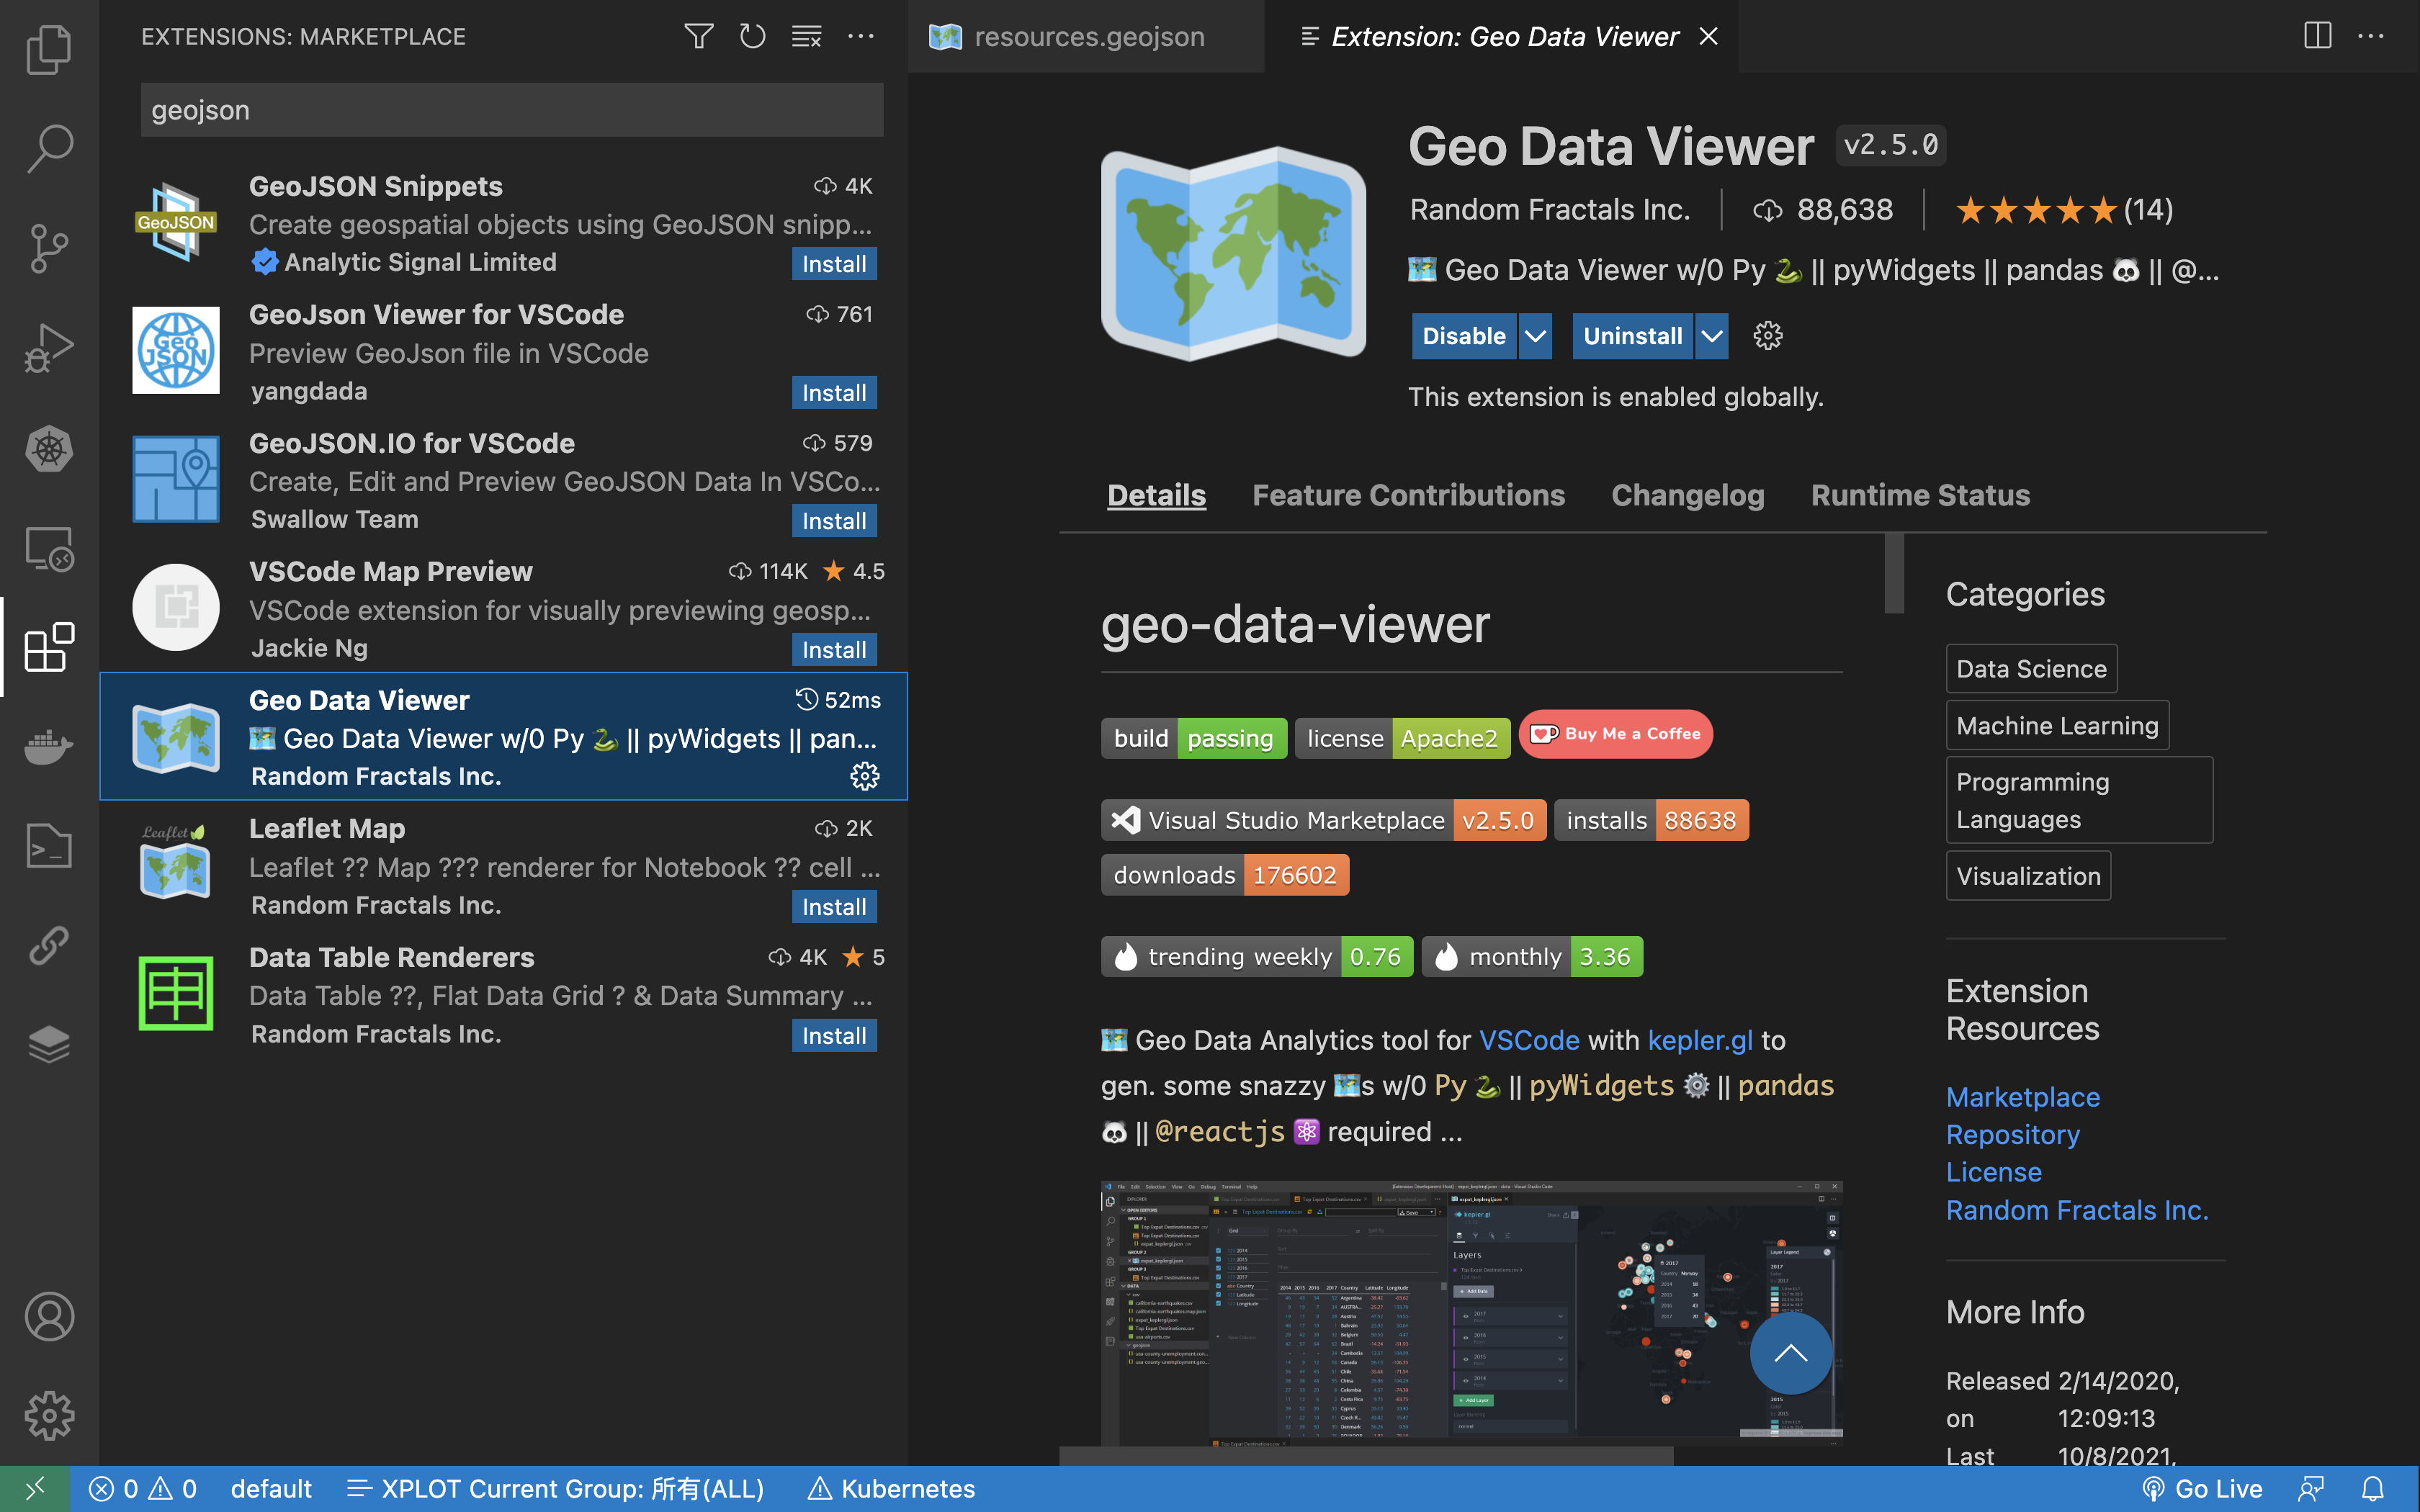 EXTENSIONS: MARKETPLACE
geojson
GeoJSON
GeoJSON Snippets
4K
Create geospatial objects using GeoJSON snipp...
Analytic Signal Limited
Install
Geo
JSON
GeoJson Viewer for VSCode
761
Preview GeoJson file in VSCode
yangdada
Install
GeoJSON.IO for VSCode
579
Create, Edit and Preview GeoJSON Data In VSCo...
Swallow Team
Install
VSCode Map Preview
114K ★ 4.5
VSCode extension for visually previewing geosp...
Jackie Ng
Install
Geo Data Viewer
52ms
🗺 Geo Data Viewer w/0 Py 🐍 || pyWidgets || pan...
Random Fractals Inc.
Leaflet
Leaflet Map
2K
Leaflet ?? Map ??? renderer for Notebook ?? cell ...
Random Fractals Inc.
Install
Data Table Renderers
4K ★ 5
Data Table ??, Flat Data Grid ? & Data Summary ...
Random Fractals Inc.
Install
resources.geojson
Extension: Geo Data Viewer
Geo Data Viewer v2.5.0
Random Fractals Inc. | 88,638 | ★★★★★(14)
🗺 Geo Data Viewer w/0 Py 🐍 || pyWidgets || pandas 🐼 || @...
Disable
Uninstall
This extension is enabled globally.
Details Feature Contributions Changelog Runtime Status
geo-data-viewer
build passing license Apache2 Buy Me a Coffee
Visual Studio Marketplace v2.5.0 installs 88638
downloads 176602
trending weekly 0.76 monthly 3.36
🗺 Geo Data Analytics tool for VSCode with kepler.gl to
gen. some snazzy 🗺s w/0 Py 🐍 || pyWidgets ⚙ || pandas
🐼 || @reactjs ⚛ required ...
kepler.gl
Layers
Add Data
Add Layer
Categories
Data Science
Machine Learning
Programming
Languages
Visualization
Extension
Resources
Marketplace
Repository
License
Random Fractals Inc.
More Info
Released 2/14/2020,
on 12:09:13
Last 10/8/2021,
0 0
default
XPLOT Current Group: 所有(ALL)
Kubernetes
Go Live